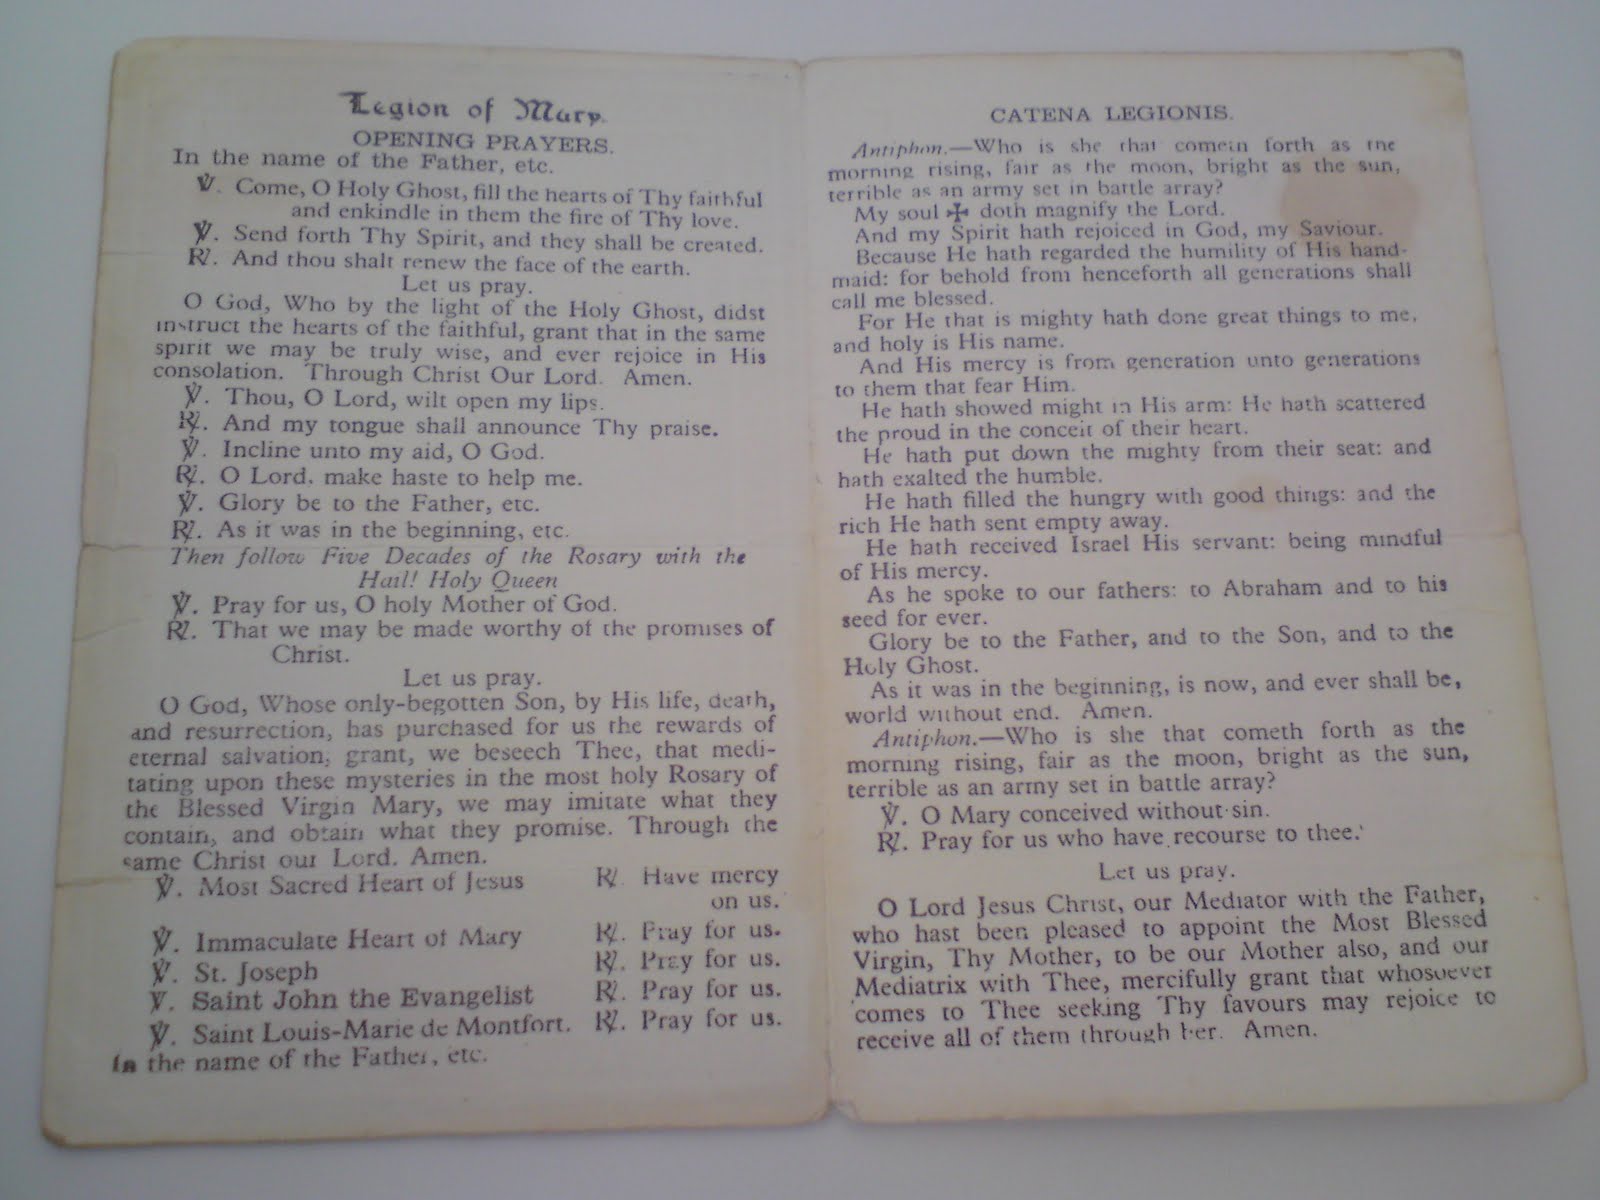 Legion of Mary.
OPENING PRAYERS.
In the name of the Father, etc.
℣. Come, O Holy Ghost, fill the hearts of Thy faithful
and enkindle in them the fire of Thy love.
℣. Send forth Thy Spirit, and they shall be created.
℟. And thou shalt renew the face of the earth.
Let us pray.
O God, Who by the light of the Holy Ghost, didst
instruct the hearts of the faithful, grant that in the same
spirit we may be truly wise, and ever rejoice in His
consolation. Through Christ Our Lord. Amen.
℣. Thou, O Lord, wilt open my lips.
℟. And my tongue shall announce Thy praise.
℣. Incline unto my aid, O God.
℟. O Lord, make haste to help me.
℣. Glory be to the Father, etc.
℟. As it was in the beginning, etc.
Then follow Five Decades of the Rosary with the
Hail! Holy Queen
℣. Pray for us, O holy Mother of God.
℟. That we may be made worthy of the promises of
Christ.
Let us pray.
O God, Whose only-begotten Son, by His life, death,
and resurrection, has purchased for us the rewards of
eternal salvation, grant, we beseech Thee, that medi-
tating upon these mysteries in the most holy Rosary of
the Blessed Virgin Mary, we may imitate what they
contain, and obtain what they promise. Through the
same Christ our Lord. Amen.
℣. Most Sacred Heart of Jesus ℟ Have mercy
on us.
℣. Immaculate Heart of Mary ℟. Pray for us.
℣. St. Joseph ℟. Pray for us.
℣. Saint John the Evangelist ℟. Pray for us.
℣. Saint Louis-Marie de Montfort. ℟. Pray for us.
In the name of the Father, etc.
CATENA LEGIONIS.
Antiphon.—Who is she that cometh forth as the
morning rising, fair as the moon, bright as the sun,
terrible as an army set in battle array?
My soul ✠ doth magnify the Lord.
And my Spirit hath rejoiced in God, my Saviour.
Because He hath regarded the humility of His hand-
maid: for behold from henceforth all generations shall
call me blessed.
For He that is mighty hath done great things to me,
and holy is His name.
And His mercy is from generation unto generations
to them that fear Him.
He hath showed might in His arm: He hath scattered
the proud in the conceit of their heart.
He hath put down the mighty from their seat: and
hath exalted the humble.
He hath filled the hungry with good things: and the
rich He hath sent empty away.
He hath received Israel His servant: being mindful
of His mercy.
As he spoke to our fathers: to Abraham and to his
seed for ever.
Glory be to the Father, and to the Son, and to the
Holy Ghost.
As it was in the beginning, is now, and ever shall be,
world without end. Amen.
Antiphon.—Who is she that cometh forth as the
morning rising, fair as the moon, bright as the sun,
terrible as an army set in battle array?
℣. O Mary conceived without sin.
℟. Pray for us who have recourse to thee.
Let us pray.
O Lord Jesus Christ, our Mediator with the Father,
who hast been pleased to appoint the Most Blessed
Virgin, Thy Mother, to be our Mother also, and our
Mediatrix with Thee, mercifully grant that whosoever
comes to Thee seeking Thy favours may rejoice to
receive all of them through her. Amen.